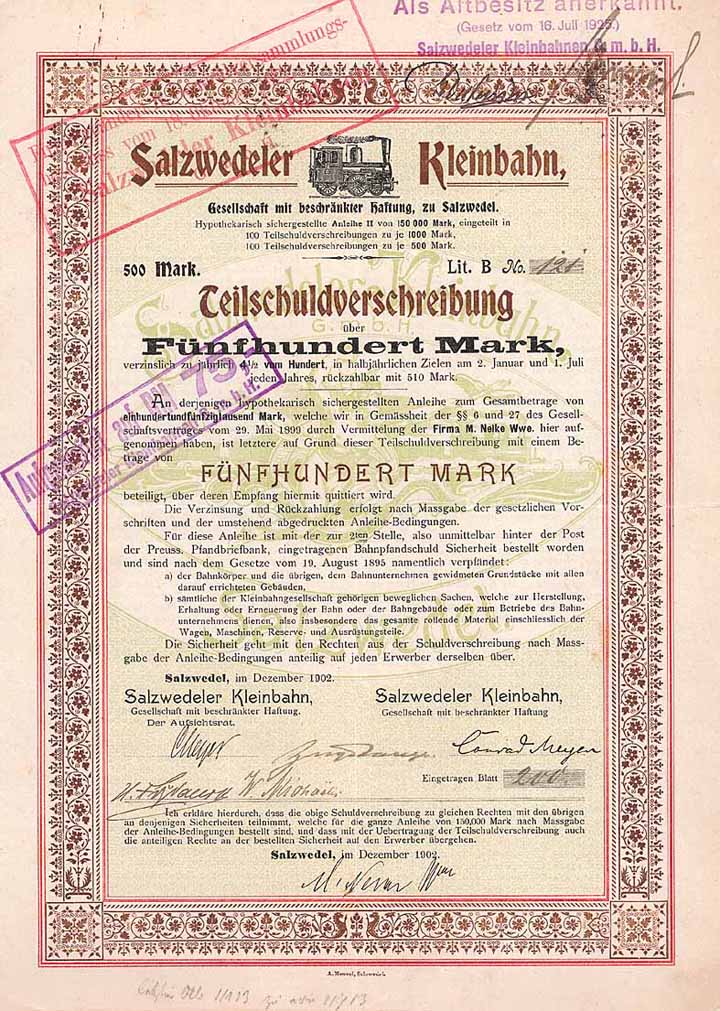 Als Altbesitz anerkannt.
(Gesetz vom 16. Juli 1925.)
Salzwedeler Kleinbahnen G. m. b. H.
sammlungs-
vom 18.
Salzwedeler Kleinbahn
Salzwedeler Kleinbahn,
Gesellschaft mit beschränkter Haftung, zu Salzwedel.
Hypothekarisch sichergestellte Anleihe II von 150 000 Mark, eingeteilt in
100 Teilschuldverschreibungen zu je 1000 Mark,
100 Teilschuldverschreibungen zu je 500 Mark.
500 Mark.
Lit. B No. 121
Salzwedeler Kleinbahn
G. m. b. H.
Teilschuldverschreibung
über
Fünfhundert Mark,
verzinslich zu jährlich 4½ vom Hundert, in halbjährlichen Zielen am 2. Januar und 1. Juli
jeden Jahres, rückzahlbar mit 510 Mark.
75,-
An derjenigen hypothekarisch sichergestellten Anleihe zum Gesamtbetrage von
einhundertundfünfzigtausend Mark, welche wir in Gemässheit der §§ 6 und 27 des Gesell-
schaftsvertrages vom 29. Mai 1899 durch Vermittelung der Firma M. Nelke Wwe. hier auf-
genommen haben, ist letztere auf Grund dieser Teilschuldverschreibung mit einem Be-
trage von
FÜNFHUNDERT MARK
beteiligt, über deren Empfang hiermit quittiert wird.
Die Verzinsung und Rückzahlung erfolgt nach Massgabe der gesetzlichen Vor-
schriften und der umstehend abgedruckten Anleihe-Bedingungen.
Für diese Anleihe ist mit der zur 2ten Stelle, also unmittelbar hinter der Post
der Preuss. Pfandbriefbank, eingetragenen Bahnpfandschuld Sicherheit bestellt worden
und sind nach dem Gesetze vom 19. August 1895 namentlich verpfändet:
a) der Bahnkörper und die übrigen, dem Bahnunternehmen gewidmeten Grundstücke mit allen
darauf errichteten Gebäuden,
b) sämtliche der Kleinbahngesellschaft gehörigen beweglichen Sachen, welche zur Herstellung,
Erhaltung oder Erneuerung der Bahn oder der Bahngebäude oder zum Betriebe des Bahn-
unternehmens dienen, also insbesondere das gesamte rollende Material einschliesslich der
Wagen, Maschinen, Reserve- und Ausrüstungsteile.
Die Sicherheit geht mit den Rechten aus der Schuldverschreibung nach Mass-
gabe der Anleihe-Bedingungen anteilig auf jeden Erwerber derselben über.
Salzwedel, im Dezember 1902.
Salzwedeler Kleinbahn,
Gesellschaft mit beschränkter Haftung.
Der Aufsichtsrat.
Salzwedeler Kleinbahn,
Gesellschaft mit beschränkter Haftung
Meyer
Conrad Meyer
Eingetragen Blatt 200.
W. Michaelis
Ich erkläre hierdurch, dass die obige Schuldverschreibung zu gleichen Rechten mit den übrigen
an denjenigen Sicherheiten teilnimmt, welche für die ganze Anleihe von 150,000 Mark nach Massgabe
der Anleihe-Bedingungen bestellt sind, und dass mit der Uebertragung der Teilschuldverschreibung auch
die anteiligen Rechte an der bestellten Sicherheit auf den Erwerber übergehen.
Salzwedel, im Dezember 1902.
A. Menzel, Salzwedel.